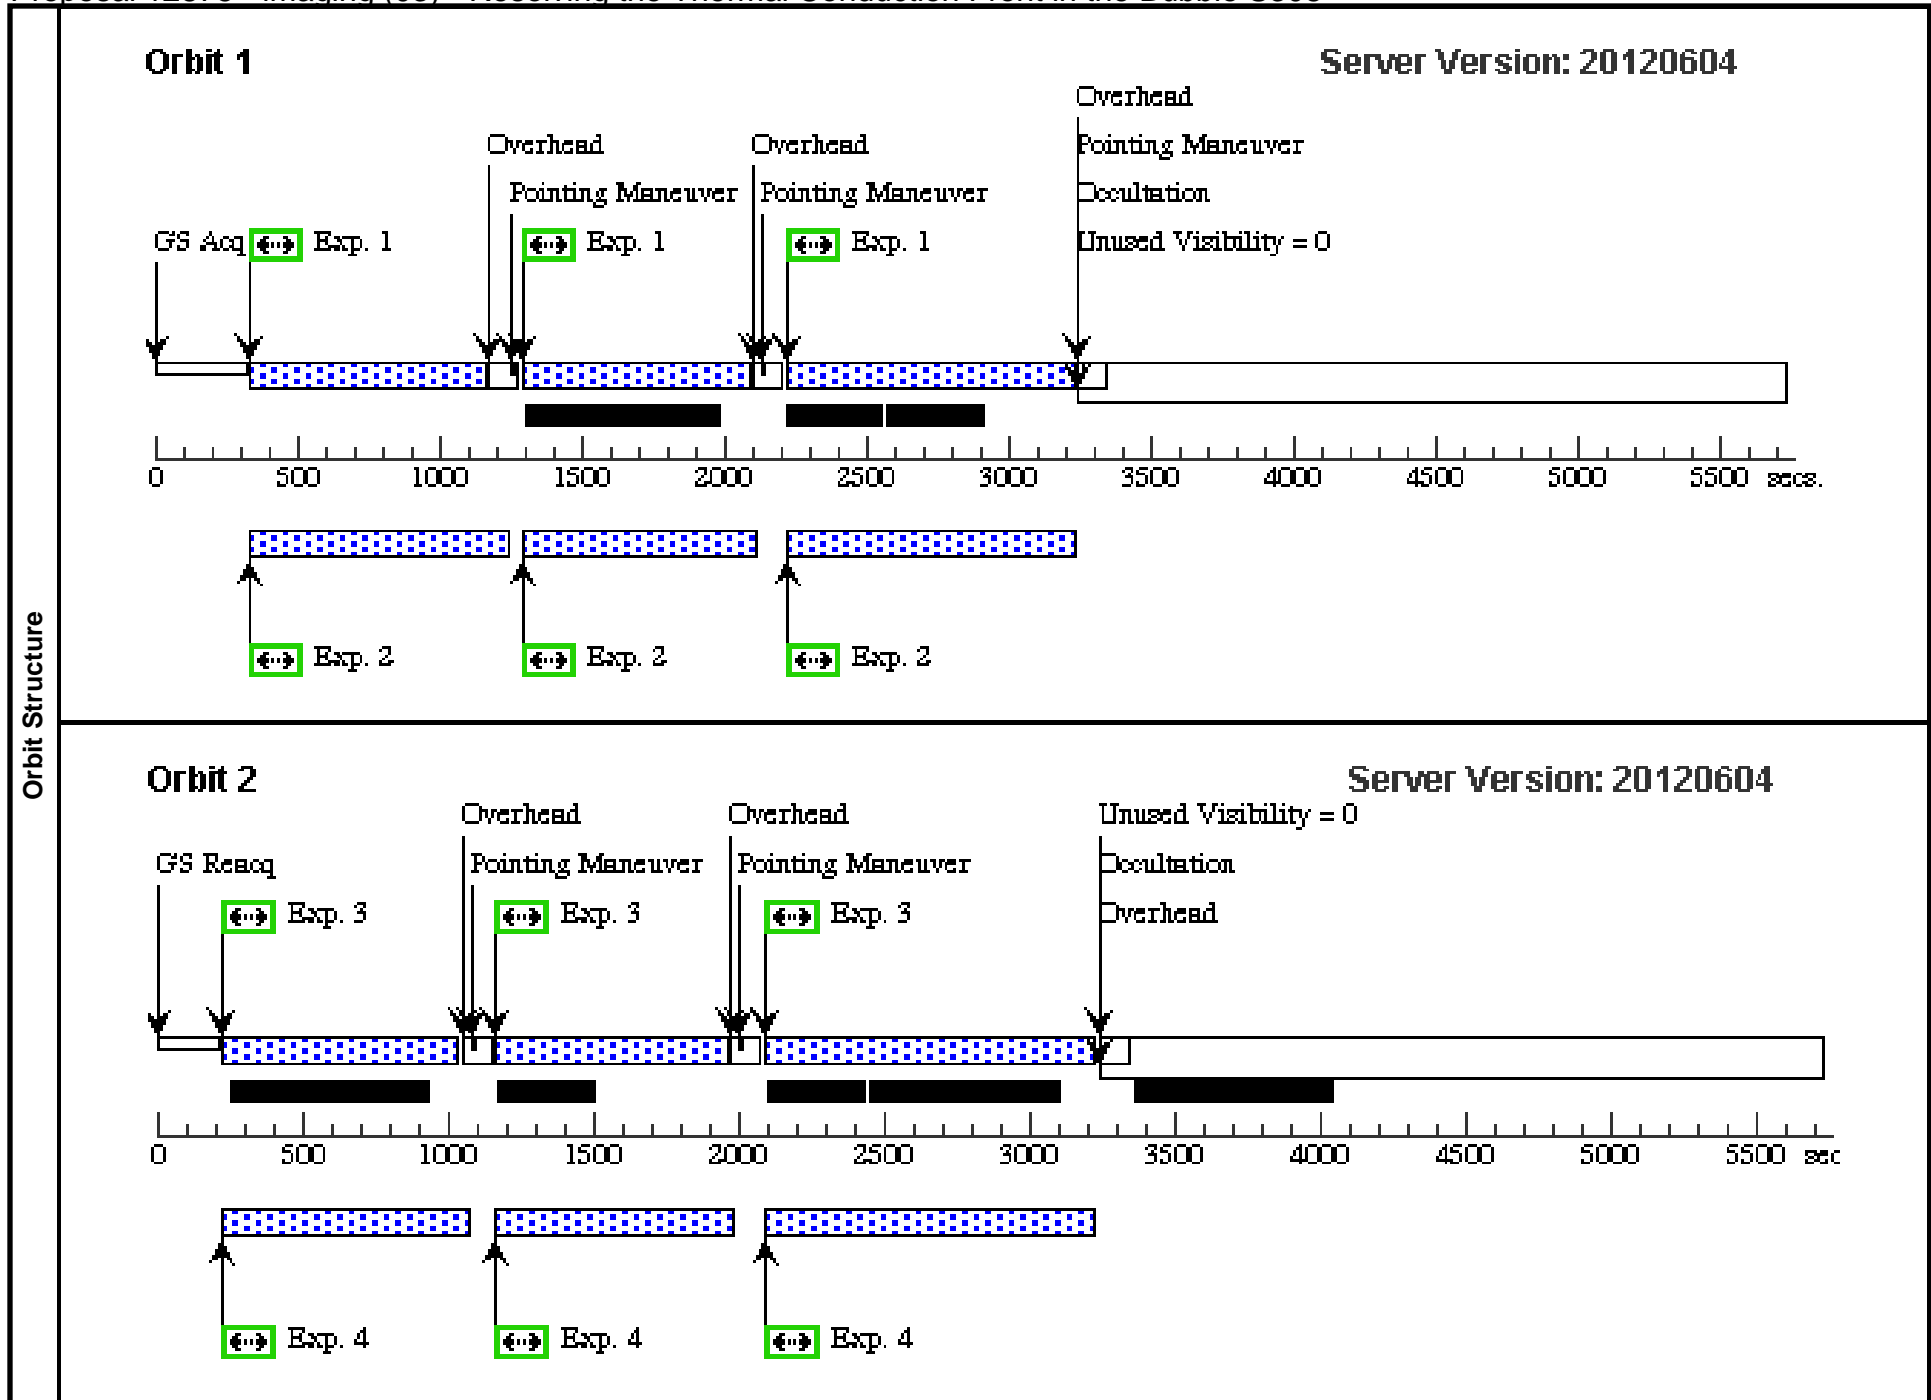 Orbit Structure
Orbit 1
Server Version: 20120604
Overhead
Overhead Overhead Pointing Maneuver
Pointing Maneuver Pointing Maneuver Occultation
GS Acq Exp. 1 Exp. 1 Exp. 1 Unused Visibility = 0
0 500 1000 1500 2000 2500 3000 3500 4000 4500 5000 5500 secs.
Exp. 2 Exp. 2 Exp. 2
Orbit 2
Server Version: 20120604
Overhead Overhead Unused Visibility = 0
GS Reacq Pointing Maneuver Pointing Maneuver Occultation
Exp. 3 Exp. 3 Exp. 3 Overhead
0 500 1000 1500 2000 2500 3000 3500 4000 4500 5000 5500 sec
Exp. 4 Exp. 4 Exp. 4